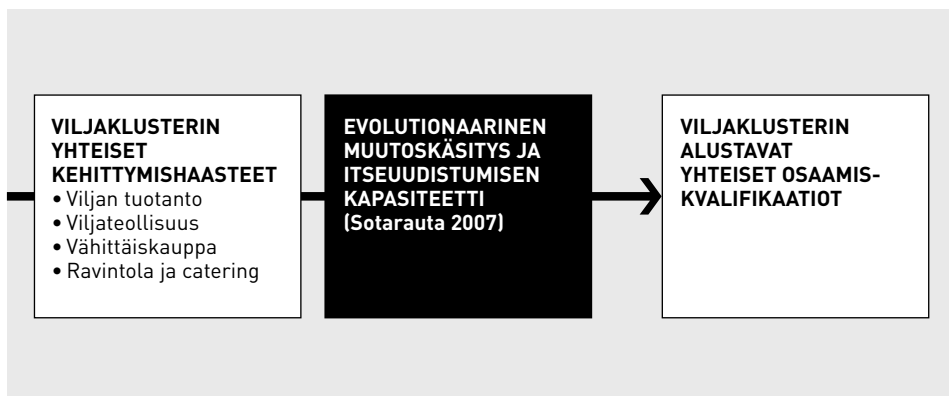 VILJAKLUSTERIN
YHTEISET
KEHITTYMISHAASTEET
• Viljan tuotanto
• Viljateollisuus
• Vähittäiskauppa
• Ravintola ja catering
EVOLUTIONAARINEN
MUUTOSKÄSITYS JA
ITSEUUDISTUMISEN
KAPASITEETTI
(Sotarauta 2007)
VILJAKLUSTERIN
ALUSTAVAT
YHTEISET OSAAMIS-
KVALIFIKAATIOT